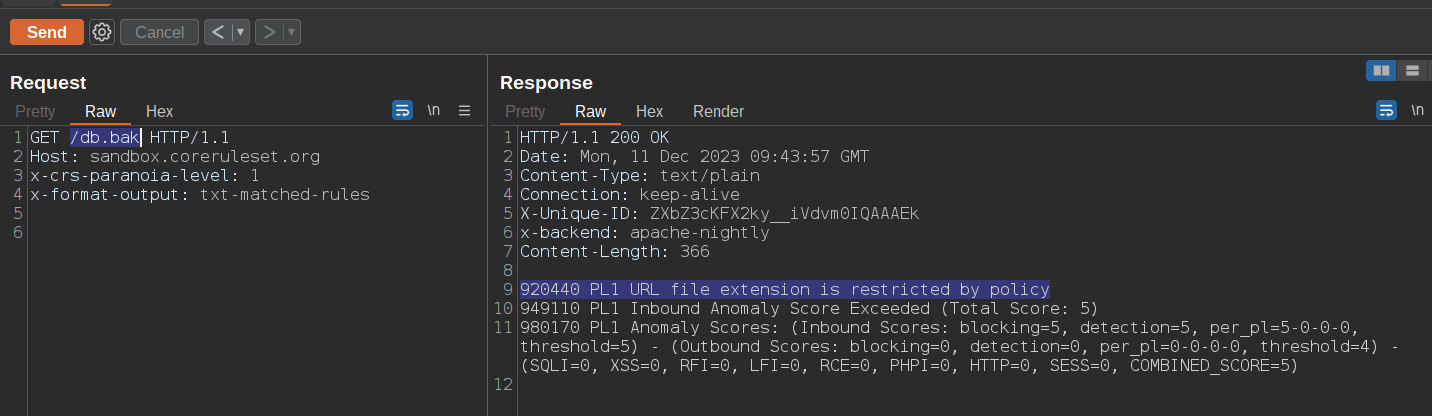 Send Cancel < ▼ > ▼
Request
Pretty Raw Hex \n
1 GET /db.bak HTTP/1.1
2 Host: sandbox.coreruleset.org
3 x-crs-paranoia-level: 1
4 x-format-output: txt-matched-rules
5
6
Response
Pretty Raw Hex Render \n
1 HTTP/1.1 200 OK
2 Date: Mon, 11 Dec 2023 09:43:57 GMT
3 Content-Type: text/plain
4 Connection: keep-alive
5 X-Unique-ID: ZXbZ3cKFX2ky__iVdvm0IQAAAEk
6 x-backend: apache-nightly
7 Content-Length: 366
8
9 920440 PL1 URL file extension is restricted by policy
10 949110 PL1 Inbound Anomaly Score Exceeded (Total Score: 5)
11 980170 PL1 Anomaly Scores: (Inbound Scores: blocking=5, detection=5, per_pl=5-0-0-0,
threshold=5) - (Outbound Scores: blocking=0, detection=0, per_pl=0-0-0-0, threshold=4) -
(SQLI=0, XSS=0, RFI=0, LFI=0, RCE=0, PHPI=0, HTTP=0, SESS=0, COMBINED_SCORE=5)
12